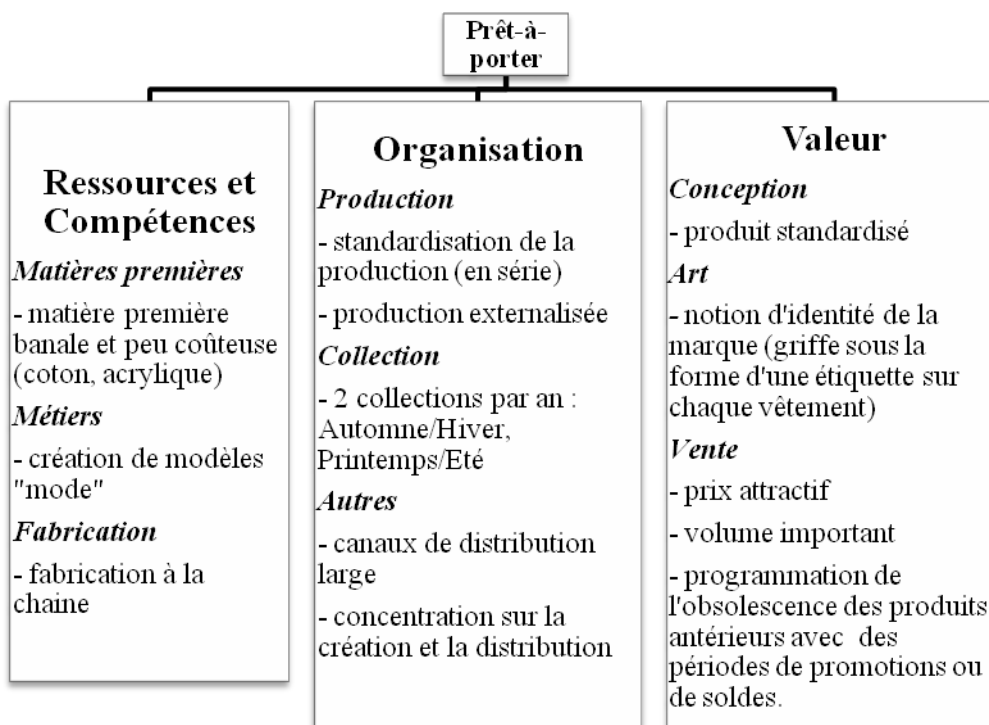 Prêt-à-
porter
Ressources et
Compétences
Matières premières
- matière première
banale et peu coûteuse
(coton, acrylique)
Métiers
- création de modèles
"mode"
Fabrication
- fabrication à la
chaine
Organisation
Production
- standardisation de la
production (en série)
- production externalisée
Collection
- 2 collections par an :
Automne/Hiver,
Printemps/Eté
Autres
- canaux de distribution
large
- concentration sur la
création et la distribution
Valeur
Conception
- produit standardisé
Art
- notion d'identité de la
marque (griffe sous la
forme d'une étiquette sur
chaque vêtement)
Vente
- prix attractif
- volume important
- programmation de
l'obsolescence des produits
antérieurs avec des
périodes de promotions ou
de soldes.